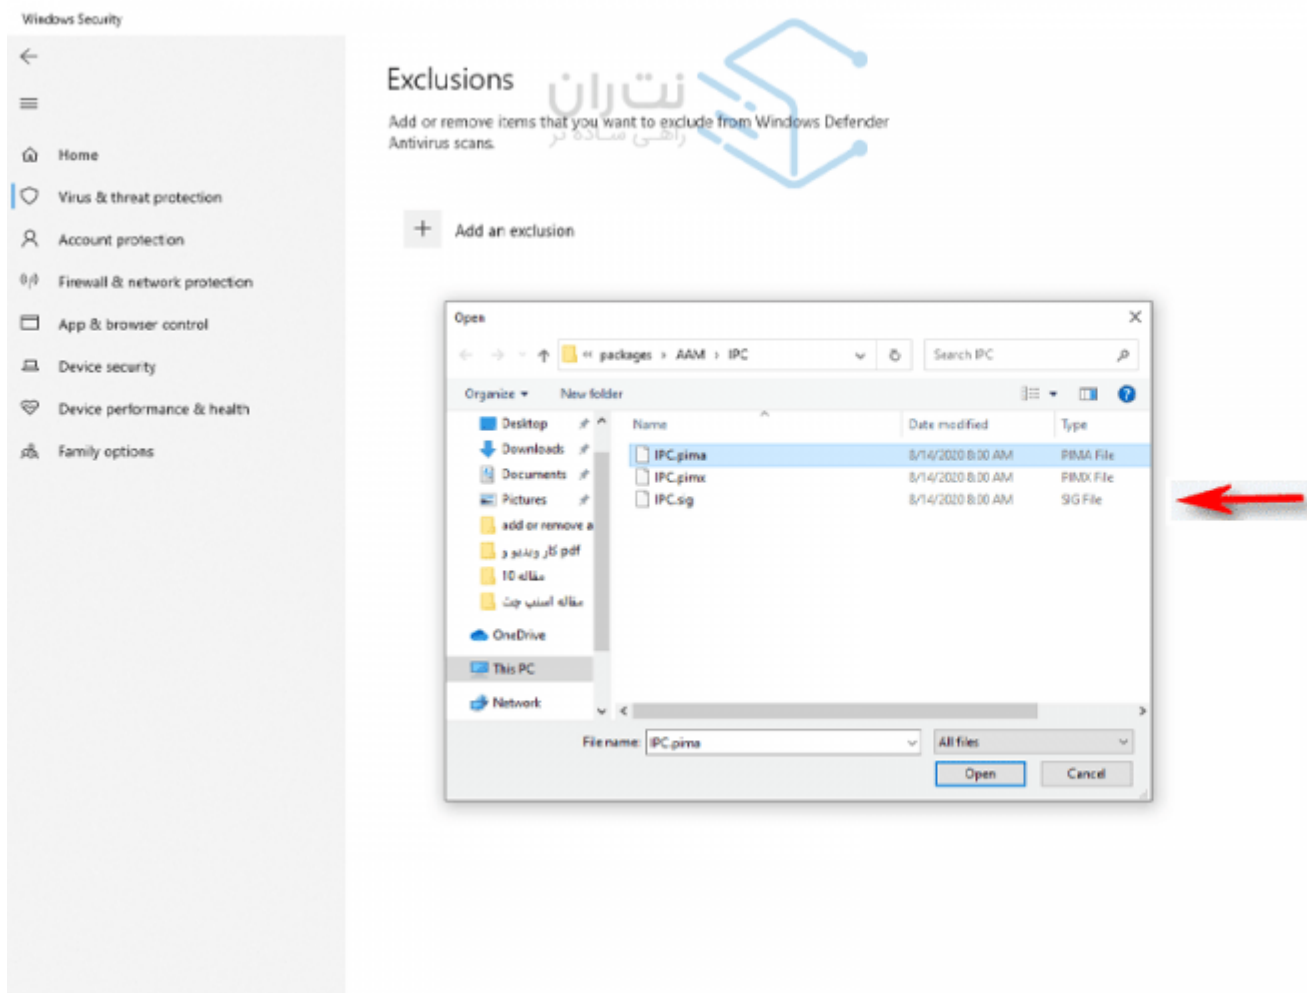 Windows Security
Exclusions
نت ران
راهی ساده تر
Add or remove items that you want to exclude from Windows Defender
Antivirus scans.
Home
Virus & threat protection
Account protection
Firewall & network protection
App & browser control
Device security
Device performance & health
Family options
Add an exclusion
Open
« packages › AAM › IPC
Search IPC
Organize
New folder
Desktop
Downloads
Documents
Pictures
add or remove a
کار ویدیو و pdf
مقاله 10
مقاله اسنپ چت
OneDrive
This PC
Network
Name Date modified Type
IPC.pima 8/14/2020 8:00 AM PIMA File
IPC.pimx 8/14/2020 8:00 AM PIMX File
IPC.sig 8/14/2020 8:00 AM SIG File
File name: IPC.pima All files
Open Cancel